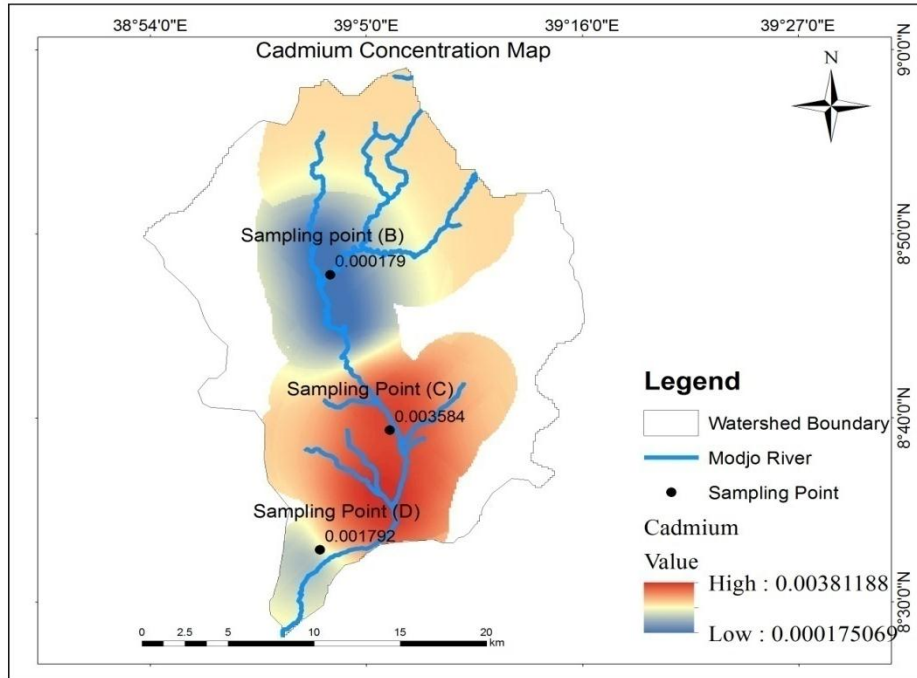 38°54'0"E 39°5'0"E 39°16'0"E 39°27'0"E
Cadmium Concentration Map
N
9°0'0"N
8°50'0"N
8°40'0"N
8°30'0"N
Sampling point (B)
0.000179
Sampling Point (C)
0.003584
Sampling Point (D)
0.001792
Legend
Watershed Boundary
Modjo River
Sampling Point
Cadmium
Value
High : 0.00381188
Low : 0.000175069
0 2.5 5 10 15 20
km